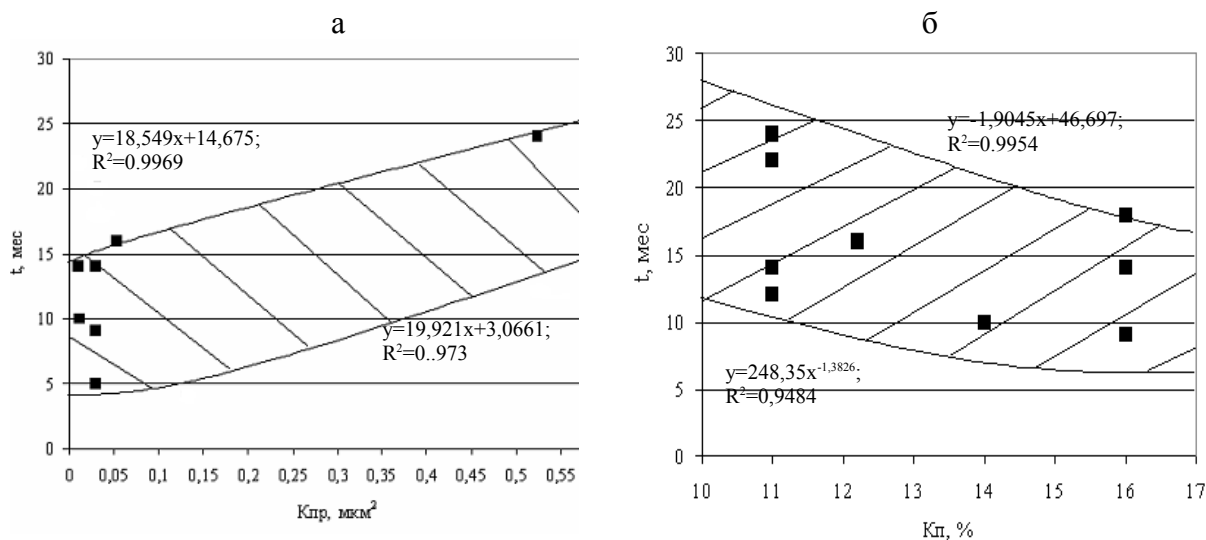 а
30
25
20
15
10
5
0
t, мес
y=18,549x+14,675;
R²=0.9969
y=19,921x+3,0661;
R²=0..973
0 0,05 0,1 0,15 0,2 0,25 0,3 0,35 0,4 0,45 0,5 0,55
Кпр, мкм²
б
30
25
20
15
10
5
0
t, мес
y=-1,9045x+46,697;
R²=0.9954
y=248,35x^-1,3826;
R²=0,9484
10 11 12 13 14 15 16 17
Кп, %